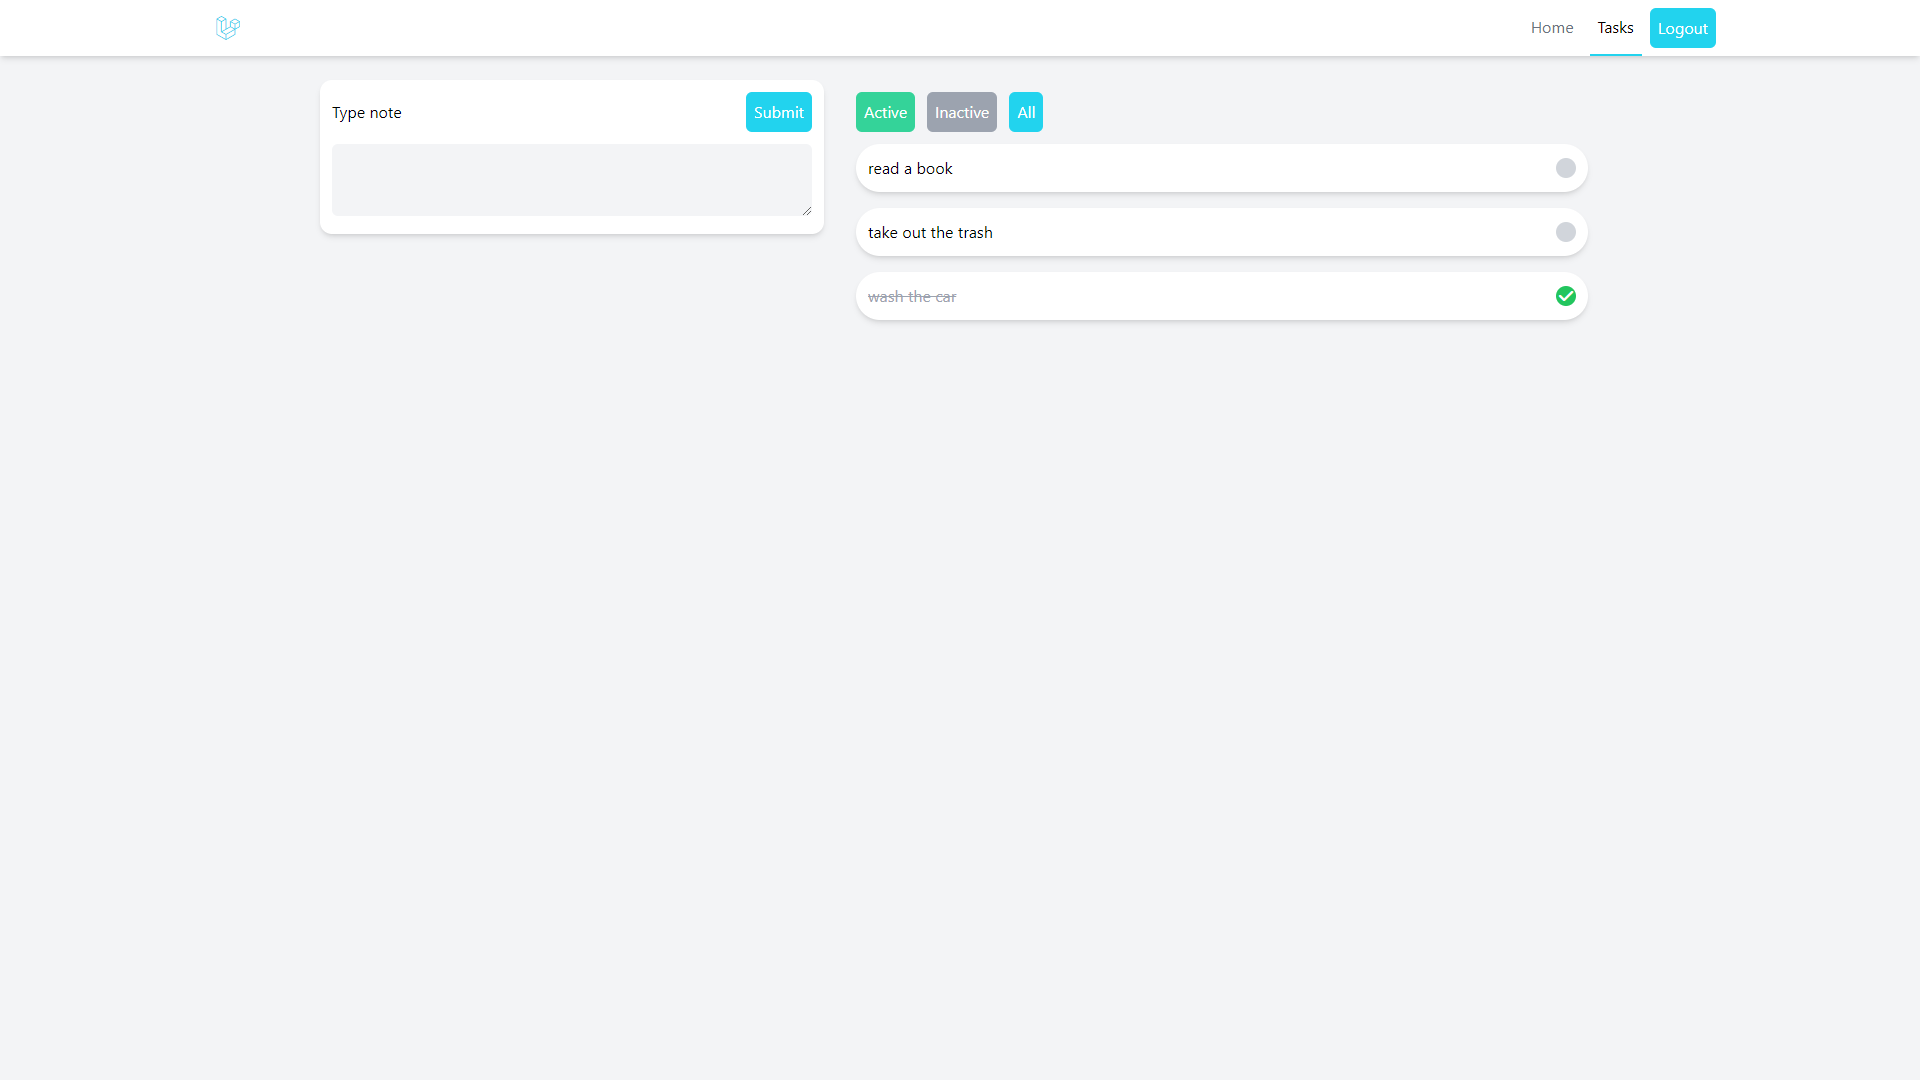 Home Tasks Logout
Type note Submit
Active Inactive All
read a book
take out the trash
wash the car